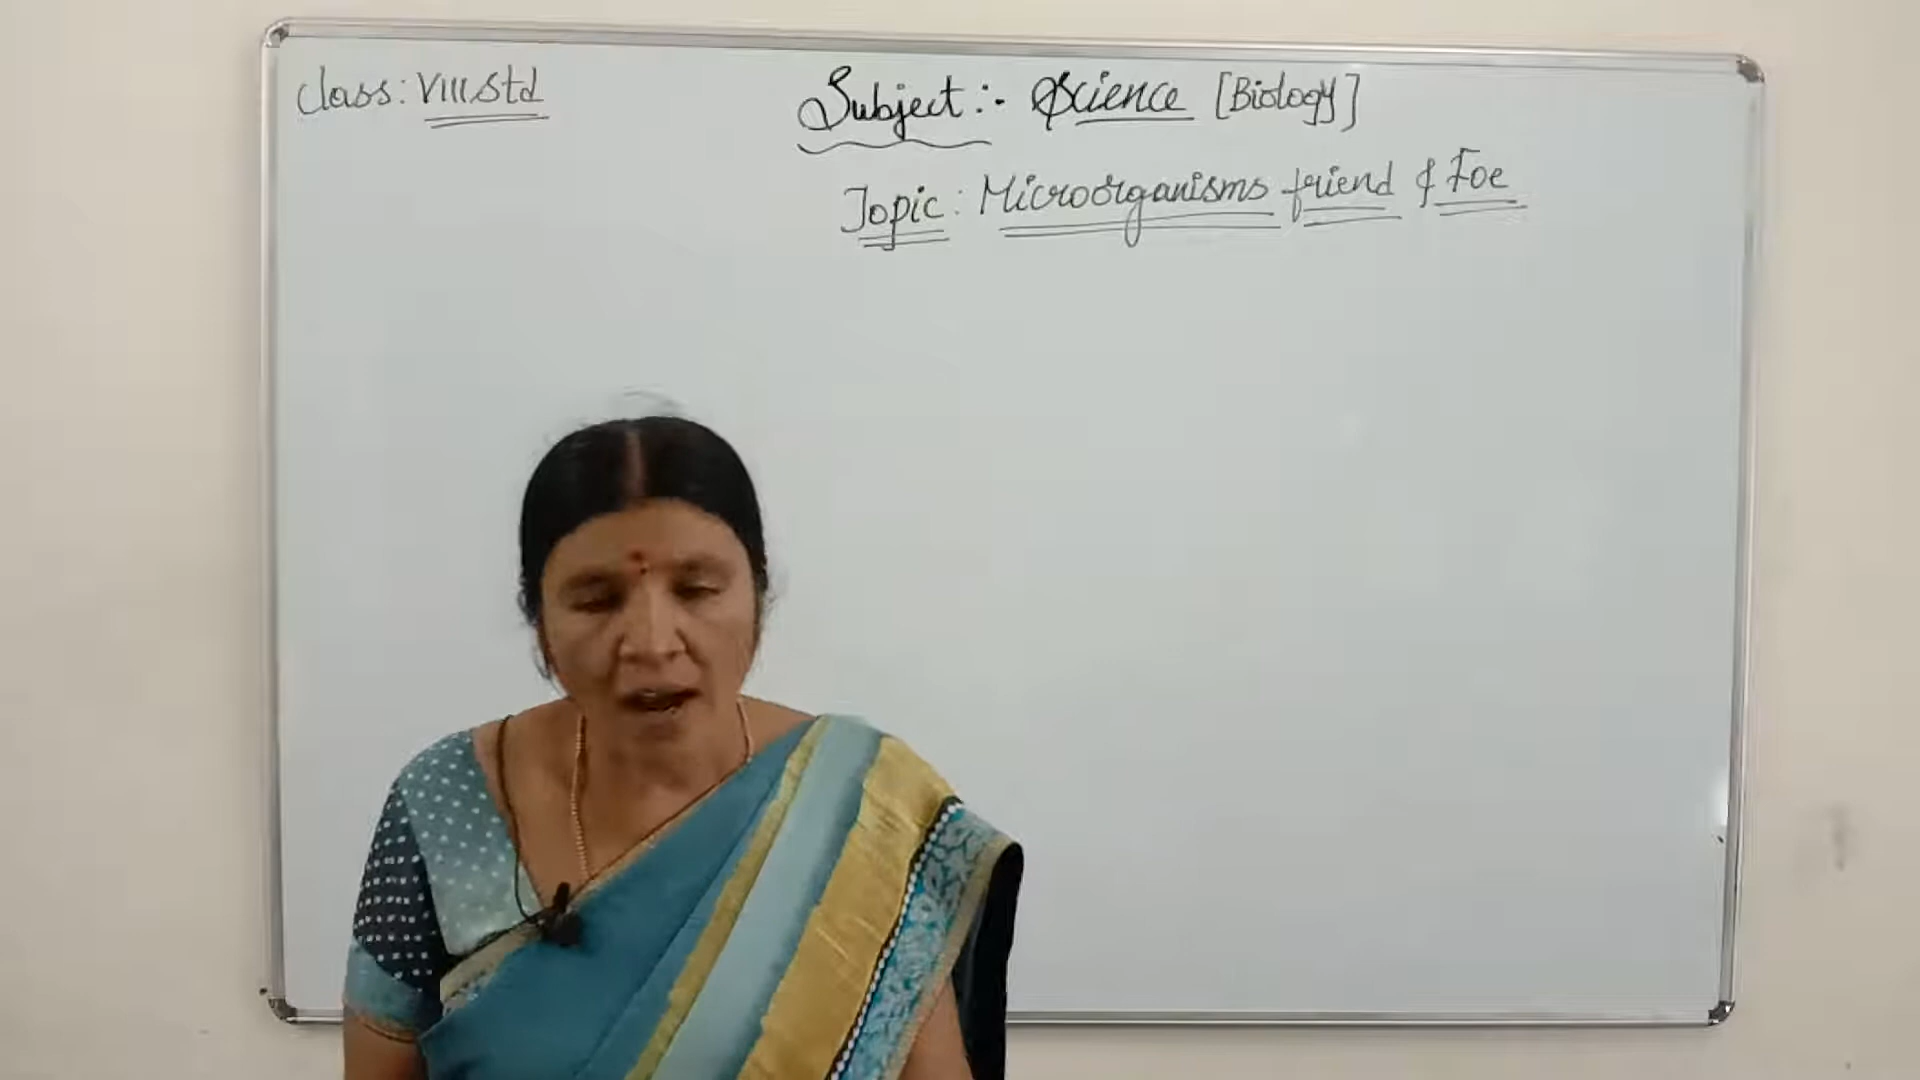 Class: VIII Std
Subject:- Science [Biology]
Topic: Microorganisms friend & Foe